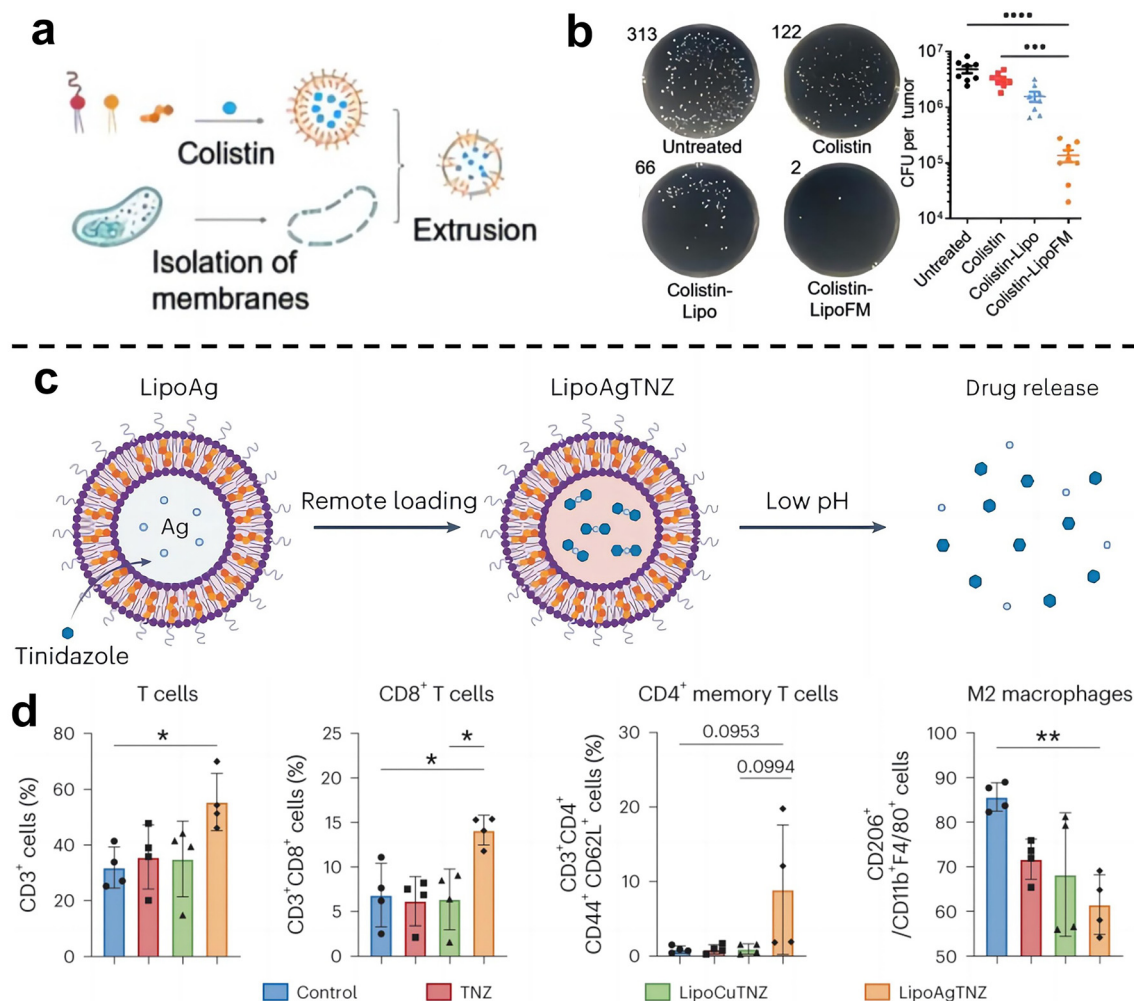 a
Colistin
Isolation of
membranes
Extrusion
b
313
Untreated
122
Colistin
66
Colistin-
Lipo
2
Colistin-
LipoFM
CFU per tumor
10⁷
10⁶
10⁵
10⁴
••••
•••
Untreated
Colistin
Colistin-Lipo
Colistin-LipoFM
c
LipoAg
Ag
Tinidazole
Remote loading
LipoAgTNZ
Low pH
Drug release
d
T cells
CD3⁺ cells (%)
80
60
40
20
0
*
CD8⁺ T cells
CD3⁺CD8⁺ cells (%)
25
20
15
10
5
0
*
*
CD4⁺ memory T cells
CD3⁺CD4⁺
CD44⁺ CD62L⁺ cells (%)
30
20
10
0
0.0953
0.0994
M2 macrophages
CD206⁺
/CD11b⁺F4/80⁺ cells
100
90
80
70
60
50
**
Control
TNZ
LipoCuTNZ
LipoAgTNZ